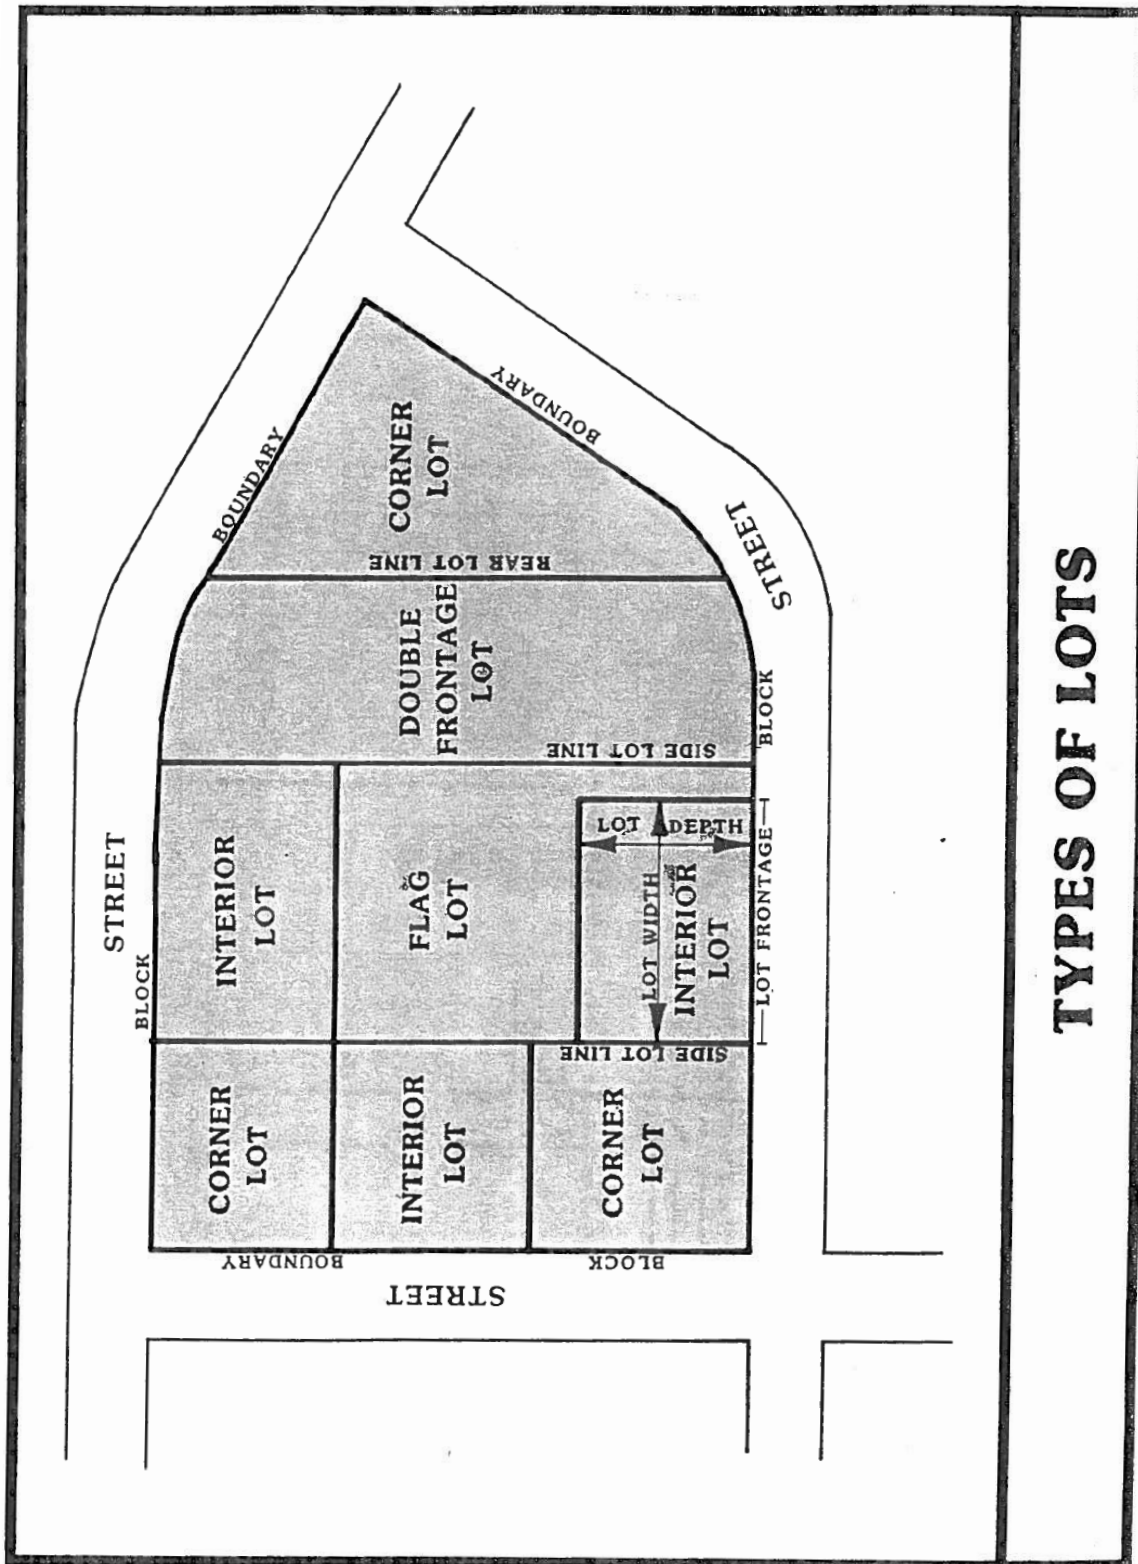 STREET
BLOCK
BOUNDARY
CORNER
LOT
INTERIOR
LOT
BOUNDARY
CORNER
LOT
INTERIOR
LOT
FLAG
LOT
DOUBLE
FRONTAGE
LOT
REAR LOT LINE
CORNER
LOT
BOUNDARY
SIDE LOT LINE
SIDE LOT LINE
LOT DEPTH
LOT WIDTH
INTERIOR
LOT
CORNER
LOT
LOT FRONTAGE
BLOCK
STREET
BLOCK
STREET
TYPES OF LOTS